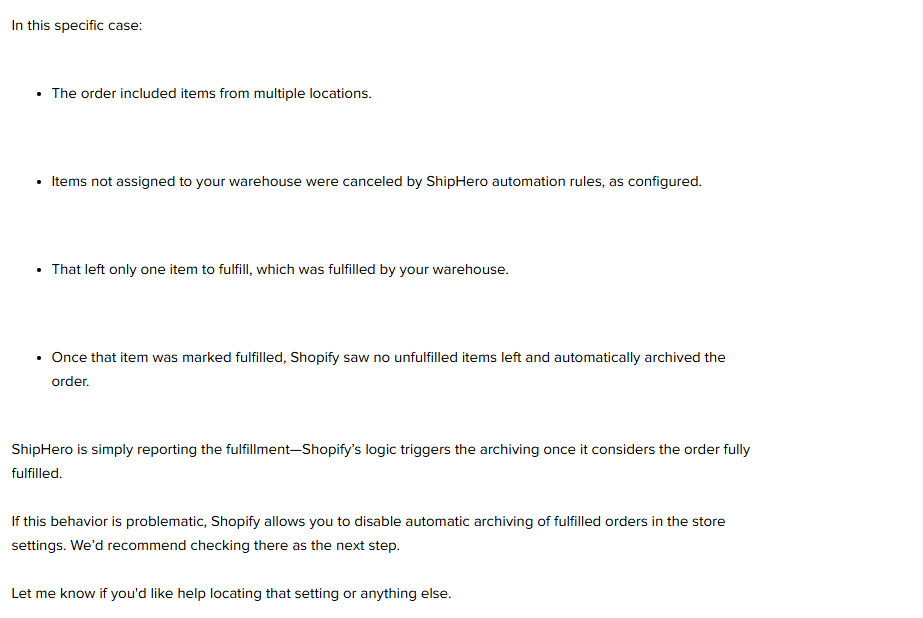 In this specific case:
• The order included items from multiple locations.
• Items not assigned to your warehouse were canceled by ShipHero automation rules, as configured.
• That left only one item to fulfill, which was fulfilled by your warehouse.
• Once that item was marked fulfilled, Shopify saw no unfulfilled items left and automatically archived the
order.
ShipHero is simply reporting the fulfillment—Shopify’s logic triggers the archiving once it considers the order fully
fulfilled.
If this behavior is problematic, Shopify allows you to disable automatic archiving of fulfilled orders in the store
settings. We’d recommend checking there as the next step.
Let me know if you'd like help locating that setting or anything else.